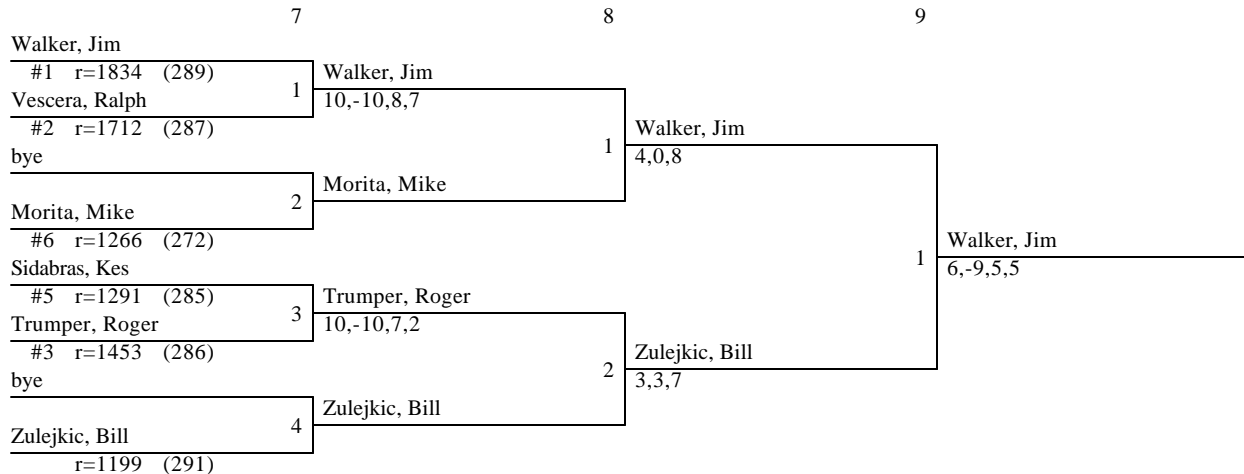 7 8 9
Walker, Jim
#1 r=1834 (289)
1
Walker, Jim
10,-10,8,7
Vescera, Ralph
#2 r=1712 (287)
1
Walker, Jim
4,0,8
bye
2
Morita, Mike
Morita, Mike
#6 r=1266 (272)
1
Walker, Jim
6,-9,5,5
Sidabras, Kes
#5 r=1291 (285)
3
Trumper, Roger
10,-10,7,2
Trumper, Roger
#3 r=1453 (286)
2
Zulejkic, Bill
3,3,7
bye
4
Zulejkic, Bill
Zulejkic, Bill
r=1199 (291)